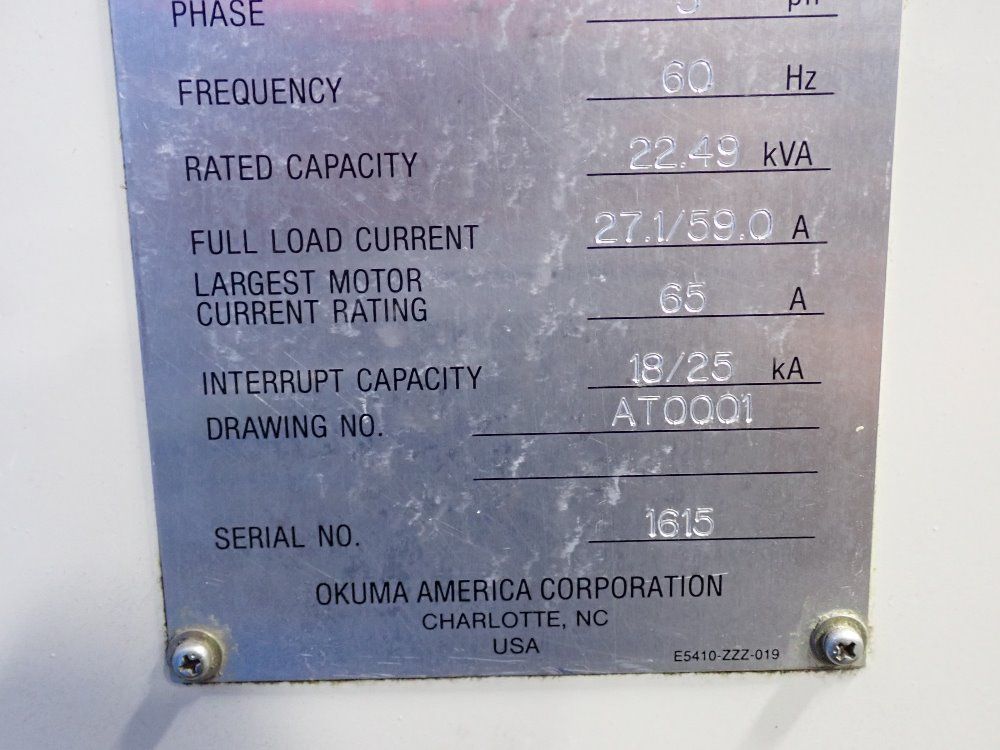 PHASE 3 ph
FREQUENCY 60 Hz
RATED CAPACITY 22.49 kVA
FULL LOAD CURRENT 27.1/59.0 A
LARGEST MOTOR
CURRENT RATING 65 A
INTERRUPT CAPACITY 18/25 kA
DRAWING NO. AT0001
SERIAL NO. 1615
OKUMA AMERICA CORPORATION
CHARLOTTE, NC
USA
E5410-ZZZ-019